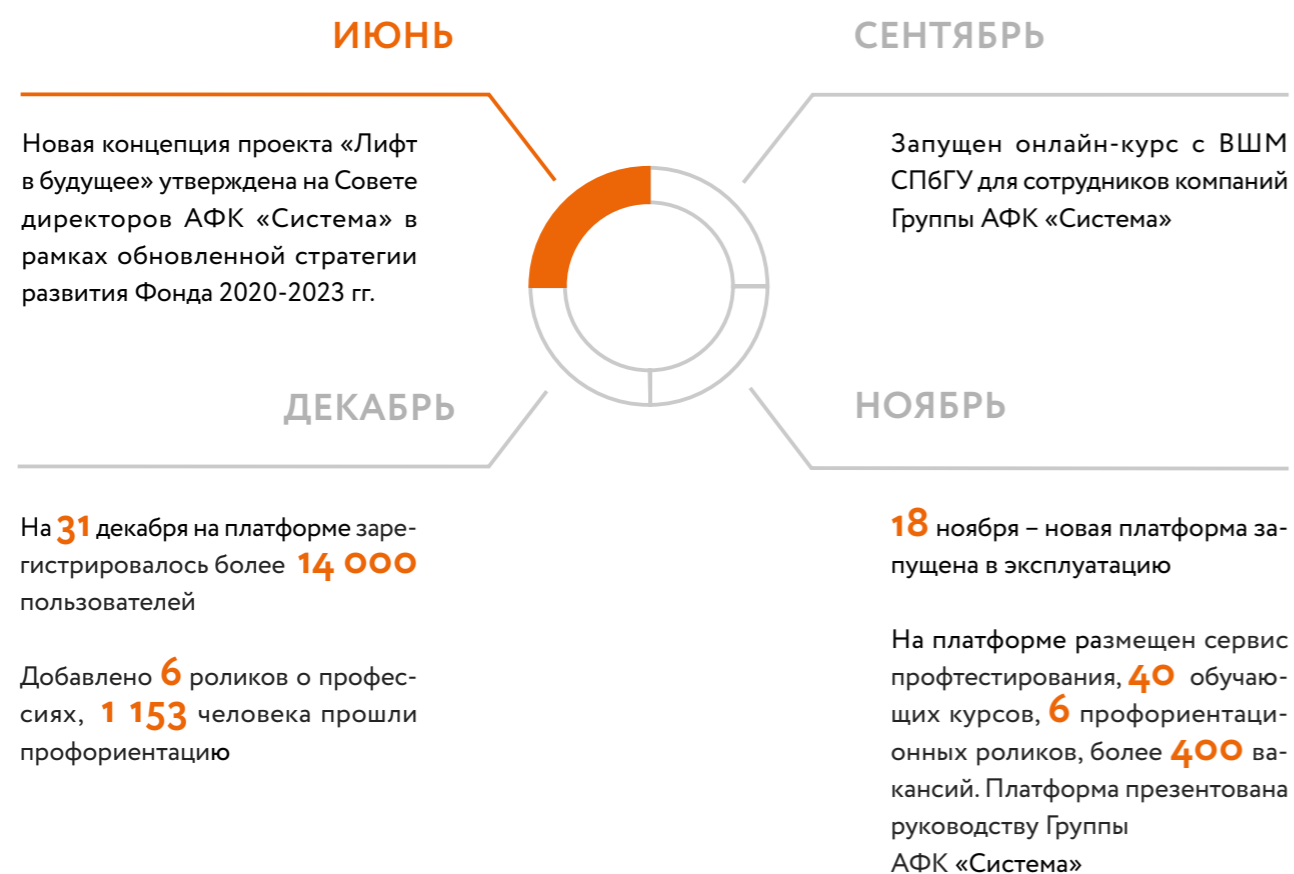 ИЮНЬ
Новая концепция проекта «Лифт
в будущее» утверждена на Совете
директоров АФК «Система» в
рамках обновленной стратегии
развития Фонда 2020-2023 гг.
СЕНТЯБРЬ
Запущен онлайн-курс с ВШМ
СПбГУ для сотрудников компаний
Группы АФК «Система»
ДЕКАБРЬ
На 31 декабря на платформе заре-
гистрировалось более 14 000
пользователей
Добавлено 6 роликов о профес-
сиях, 1 153 человека прошли
профориентацию
НОЯБРЬ
18 ноября – новая платформа за-
пущена в эксплуатацию
На платформе размещен сервис
профтестирования, 40 обучаю-
щих курсов, 6 профориентаци-
онных роликов, более 400 ва-
кансий. Платформа презентована
руководству Группы
АФК «Система»